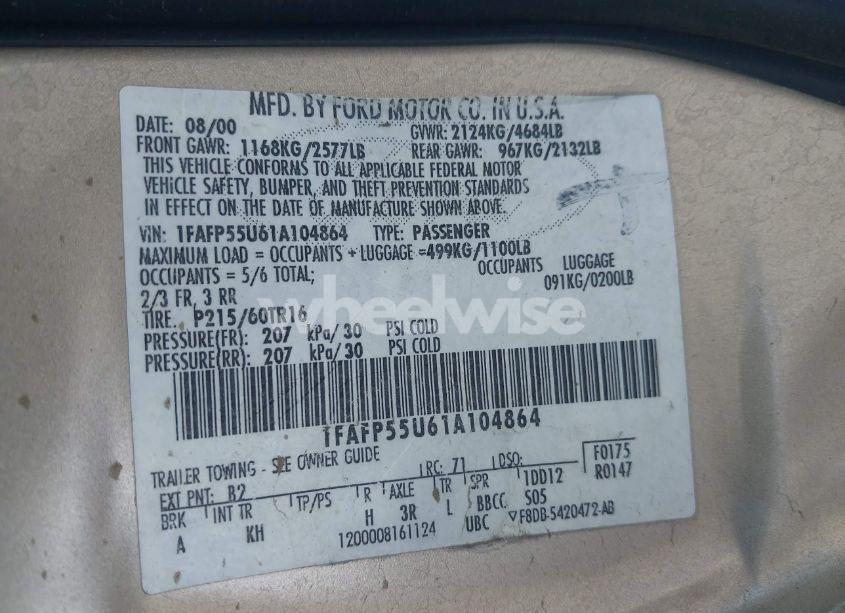 MFD. BY FORD MOTOR CO. IN U.S.A.
DATE: 08/00 GVWR: 2124KG/4684LB
FRONT GAWR: 1168KG/2577LB REAR GAWR: 967KG/2132LB
THIS VEHICLE CONFORMS TO ALL APPLICABLE FEDERAL MOTOR
VEHICLE SAFETY, BUMPER, AND THEFT PREVENTION STANDARDS
IN EFFECT ON THE DATE OF MANUFACTURE SHOWN ABOVE.
VIN: 1FAFP55U61A104864 TYPE: PASSENGER
MAXIMUM LOAD = OCCUPANTS + LUGGAGE =499KG/1100LB
OCCUPANTS = 5/6 TOTAL; OCCUPANTS LUGGAGE
2/3 FR, 3 RR 091KG/0200LB
wheelwise
TIRE: P215/60TR16
PRESSURE(FR): 207 kPa/ 30 PSI COLD
PRESSURE(RR): 207 kPa/ 30 PSI COLD
1FAFP55U61A104864
TRAILER TOWING - SEE OWNER GUIDE
EXT PNT: B2 RC: 71 DSO: F0175
BRK INT TR TP/PS R AXLE TR SPR 1DD12 R0147
A KH H 3R L BBCC S05
1200008161124 UBC ▽F8DB-5420472-AB